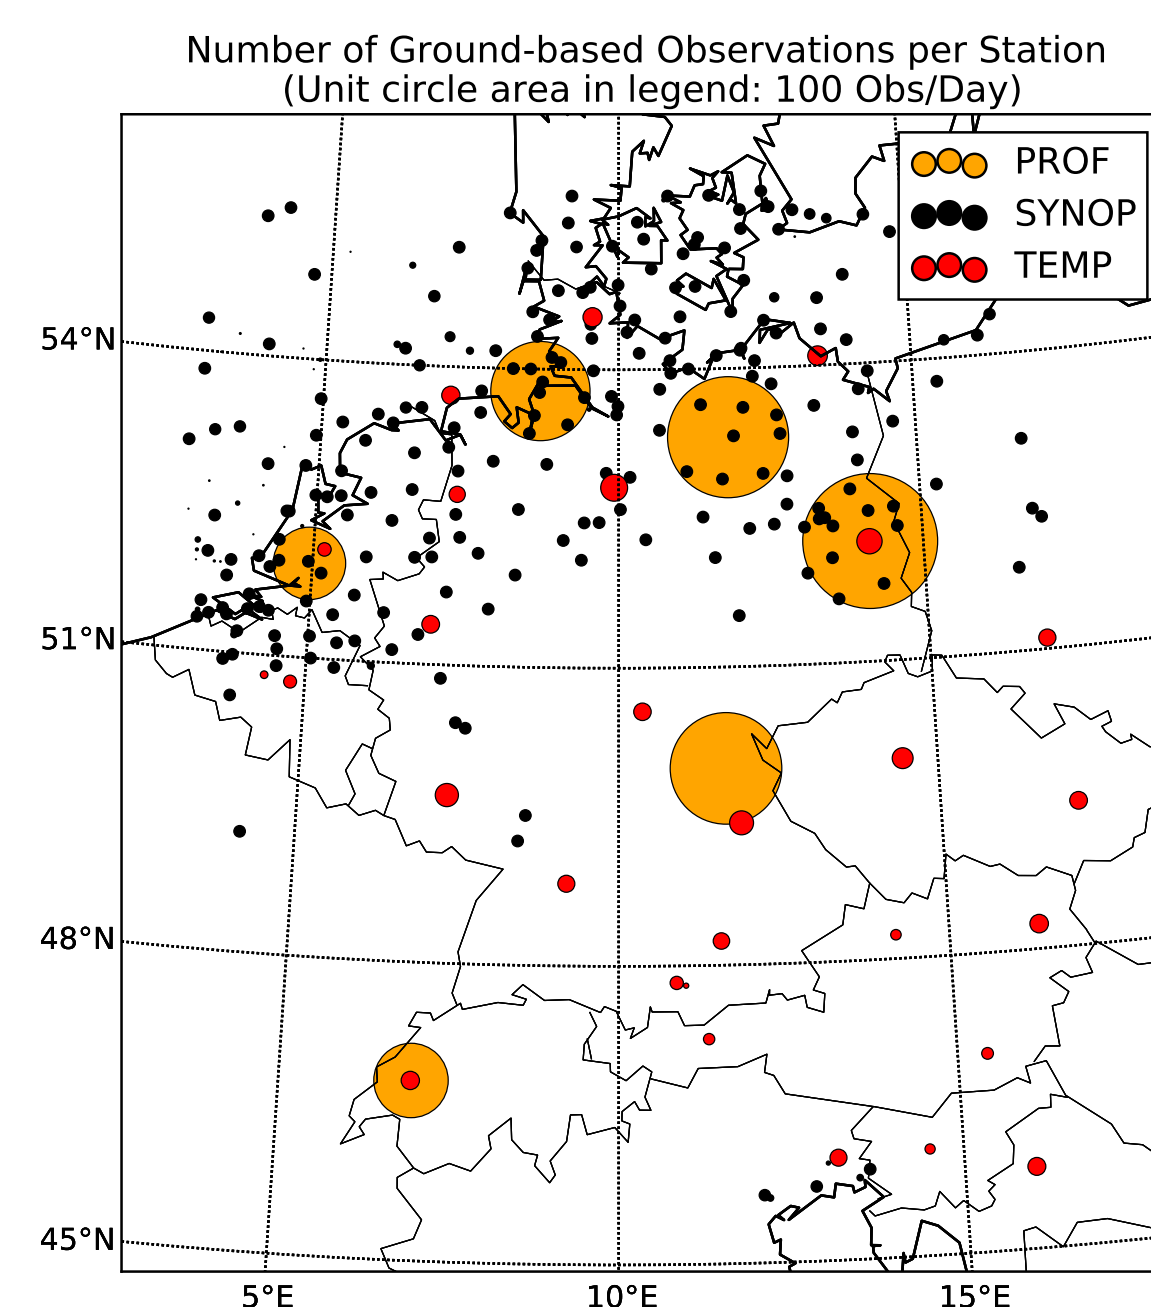 Number of Ground-based Observations per Station
(Unit circle area in legend: 100 Obs/Day)
PROF
SYNOP
TEMP
54°N
51°N
48°N
45°N
5°E 10°E 15°E